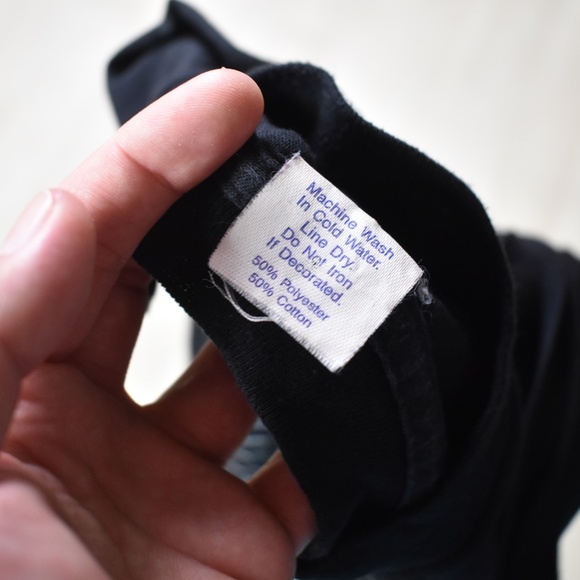 Machine Wash
In Cold Water.
Line Dry.
Do Not Iron
If Decorated.
50% Polyester
50% Cotton